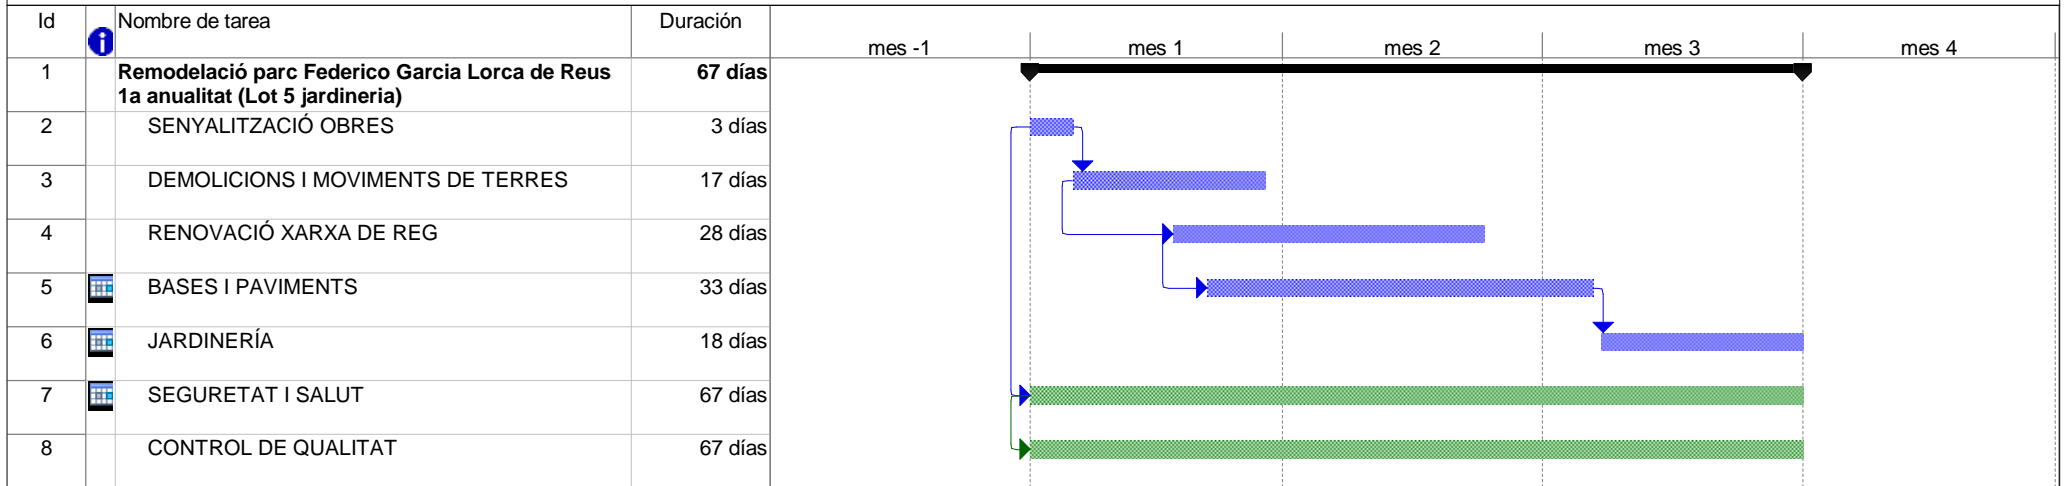 Id Nombre de tarea Duración
mes -1 mes 1 mes 2 mes 3 mes 4
1 Remodelació parc Federico Garcia Lorca de Reus 67 días
1a anualitat (Lot 5 jardineria)
2 SENYALITZACIÓ OBRES 3 días
3 DEMOLICIONS I MOVIMENTS DE TERRES 17 días
4 RENOVACIÓ XARXA DE REG 28 días
5 BASES I PAVIMENTS 33 días
6 JARDINERÍA 18 días
7 SEGURETAT I SALUT 67 días
8 CONTROL DE QUALITAT 67 días